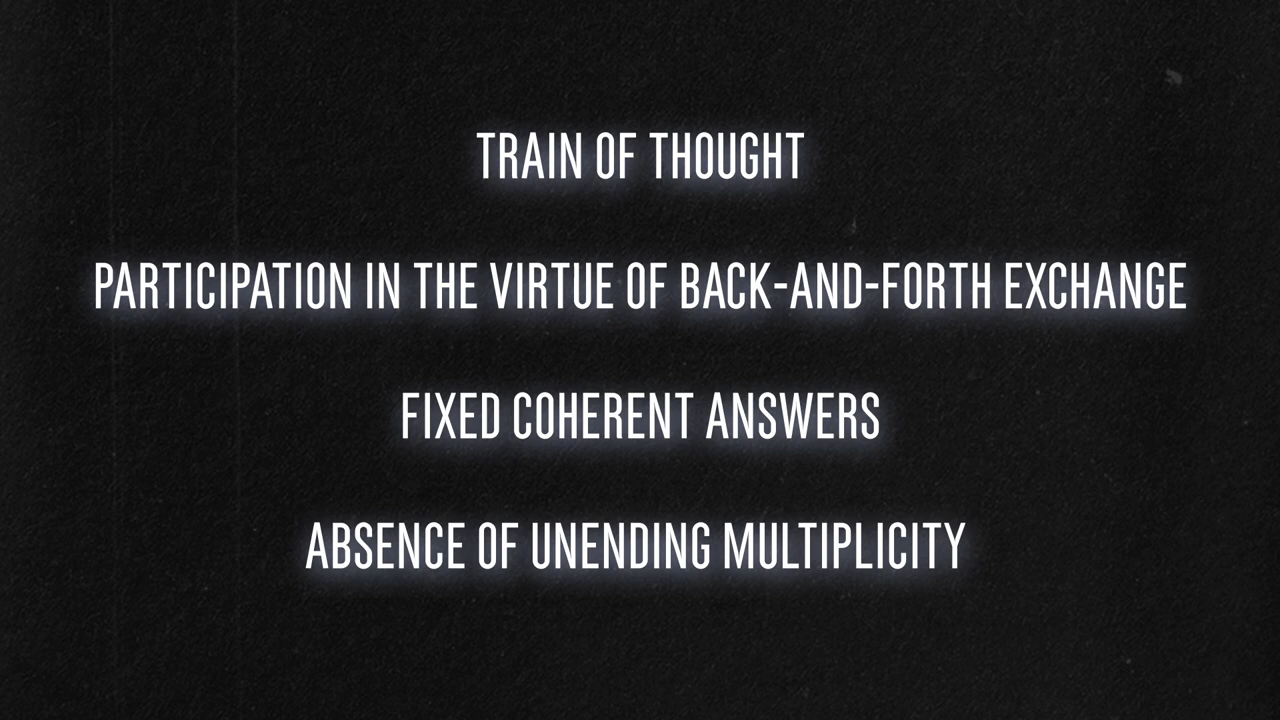 TRAIN OF THOUGHT
PARTICIPATION IN THE VIRTUE OF BACK-AND-FORTH EXCHANGE
FIXED COHERENT ANSWERS
ABSENCE OF UNENDING MULTIPLICITY